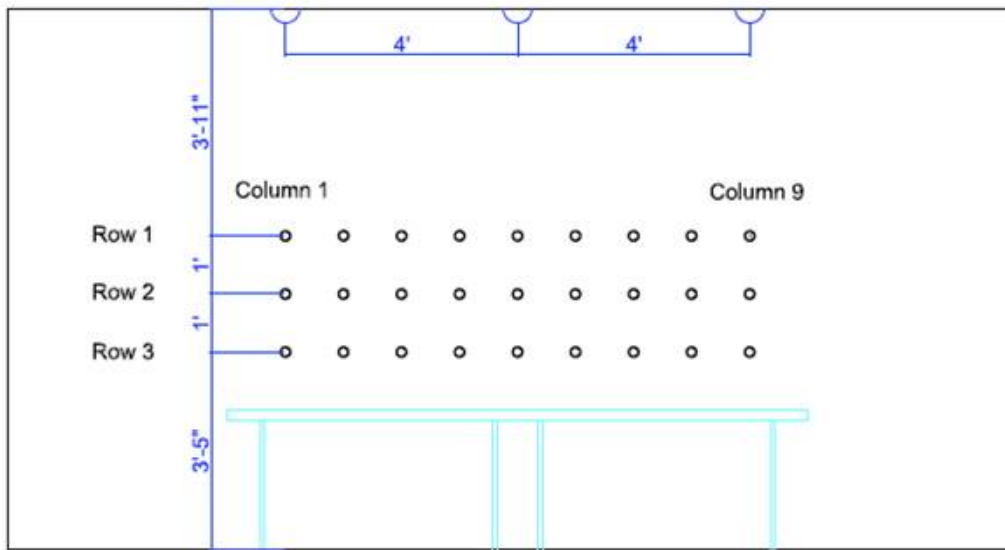 4' 4'
3'-11"
Column 1 Column 9
Row 1
1'
Row 2
1'
Row 3
3'-5"